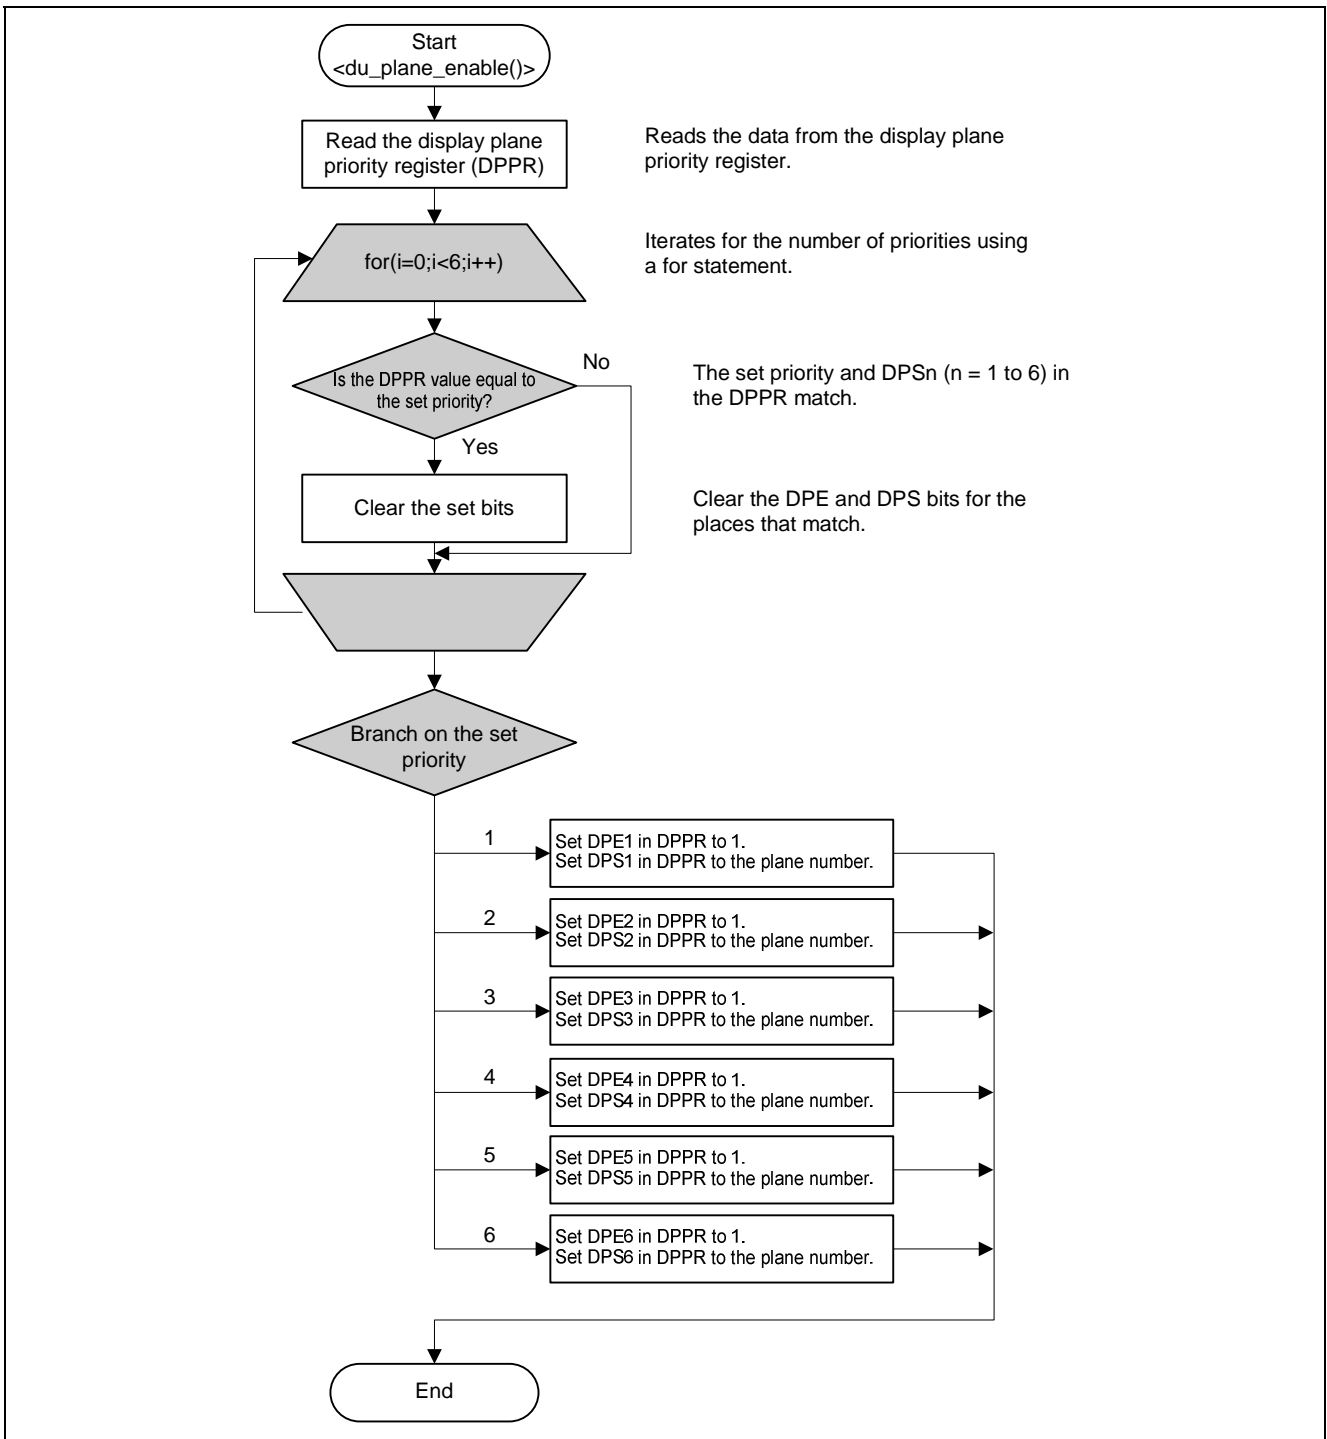 Start
<du_plane_enable()>
Read the display plane
priority register (DPPR)
Reads the data from the display plane
priority register.
for(i=0;i<6;i++)
Iterates for the number of priorities using
a for statement.
Is the DPPR value equal to
the set priority?
No
The set priority and DPSn (n = 1 to 6) in
the DPPR match.
Yes
Clear the set bits
Clear the DPE and DPS bits for the
places that match.
Branch on the set
priority
1
Set DPE1 in DPPR to 1.
Set DPS1 in DPPR to the plane number.
2
Set DPE2 in DPPR to 1.
Set DPS2 in DPPR to the plane number.
3
Set DPE3 in DPPR to 1.
Set DPS3 in DPPR to the plane number.
4
Set DPE4 in DPPR to 1.
Set DPS4 in DPPR to the plane number.
5
Set DPE5 in DPPR to 1.
Set DPS5 in DPPR to the plane number.
6
Set DPE6 in DPPR to 1.
Set DPS6 in DPPR to the plane number.
End